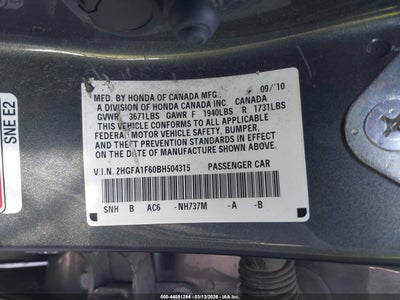 MFD. BY HONDA OF CANADA MFG., 09/'10
A DIVISION OF HONDA CANADA INC. CANADA
GVWR 3671LBS GAWR F 1940LBS R 1731LBS
THIS VEHICLE CONFORMS TO ALL APPLICABLE
FEDERAL MOTOR VEHICLE SAFETY, BUMPER,
AND THEFT PREVENTION STANDARDS IN EFFECT
ON THE DATE OF MANUFACTURE SHOWN ABOVE.
V.I.N. 2HGFA1F60BH504315 PASSENGER CAR
SNH B AC6 -NH737M -A -B
SNE E2
000-44591294 - 03/13/2026 - IAA, INC.